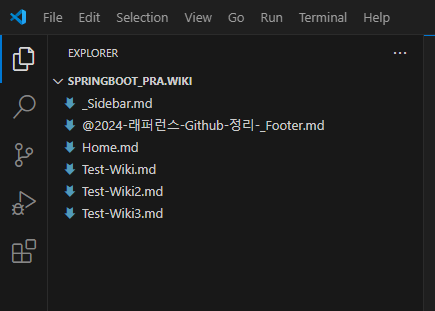 File Edit Selection View Go Run Terminal Help
EXPLORER ...
SPRINGBOOT_PRA.WIKI
_Sidebar.md
@2024-래퍼런스-Github-정리-_Footer.md
Home.md
Test-Wiki.md
Test-Wiki2.md
Test-Wiki3.md